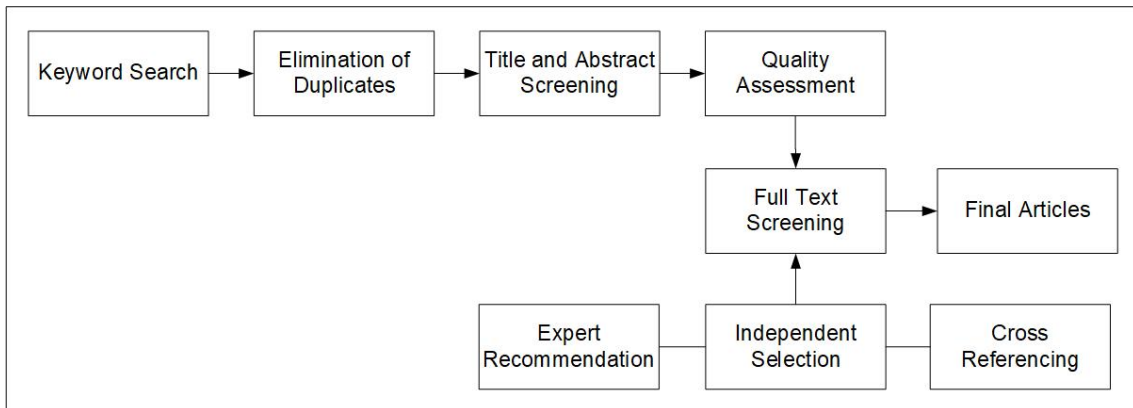 Keyword Search
Elimination of
Duplicates
Title and Abstract
Screening
Quality
Assessment
Full Text
Screening
Final Articles
Expert
Recommendation
Independent
Selection
Cross
Referencing